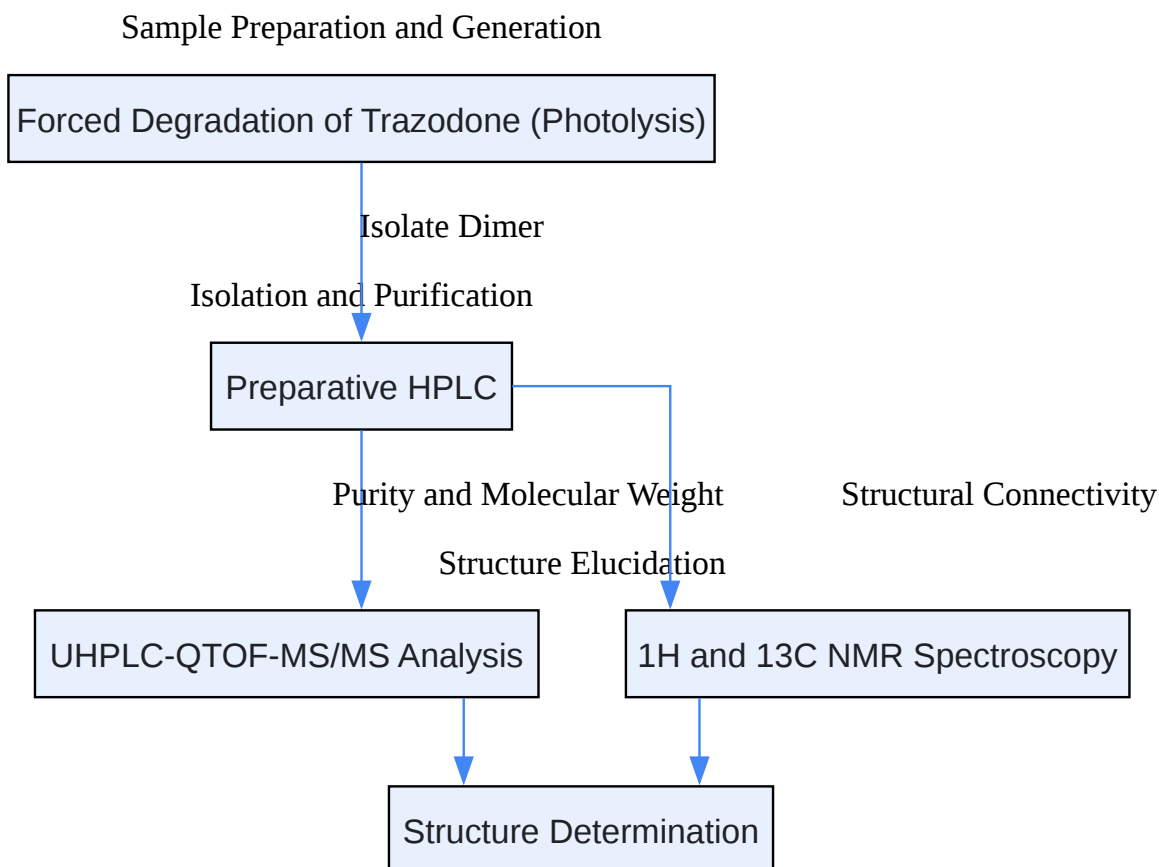 Sample Preparation and Generation
Forced Degradation of Trazodone (Photolysis)
Isolate Dimer
Isolation and Purification
Preparative HPLC
Purity and Molecular Weight
Structural Connectivity
Structure Elucidation
UHPLC-QTOF-MS/MS Analysis
1H and 13C NMR Spectroscopy
Structure Determination